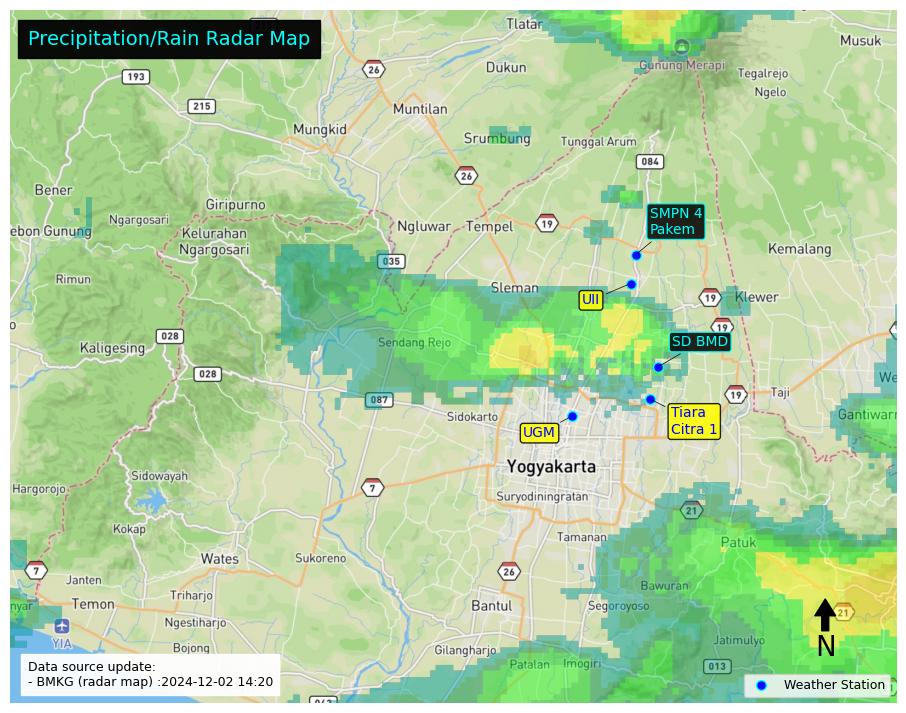 Precipitation/Rain Radar Map
Tlatar
Musuk
26
Dukun
Gunung Merapi
Tegalrejo
193
Ngelo
215
Muntilan
Mungkid
Srumbung
Tunggal Arum
084
26
Bener
Giripurno
SMPN 4
Pakem
Ngargosari
Kelurahan
Ngargosari
Ngluwar
Tempel
19
ebon Gunung
Kemalang
035
Rimun
Sleman
UII
19
Klewer
19
028
Sendang Rejo
SD BMD
Kaligesing
028
We
19
Taji
087
Sidokarto
Tiara
Citra 1
Gantiwarn
UGM
Yogyakarta
Sidowayah
Hargorojo
7
Suryodiningratan
21
Kokap
Tamanan
Patuk
Wates
Sukoreno
7
26
Janten
Bawuran
Triharjo
Temon
Bantul
Segoroyoso
21
nyar
Ngestiharjo
YIA
N
Bojong
Gilangharjo
Jatimulyo
Patalan
Imogiri
013
Data source update:
- BMKG (radar map) :2024-12-02 14:20
Weather Station